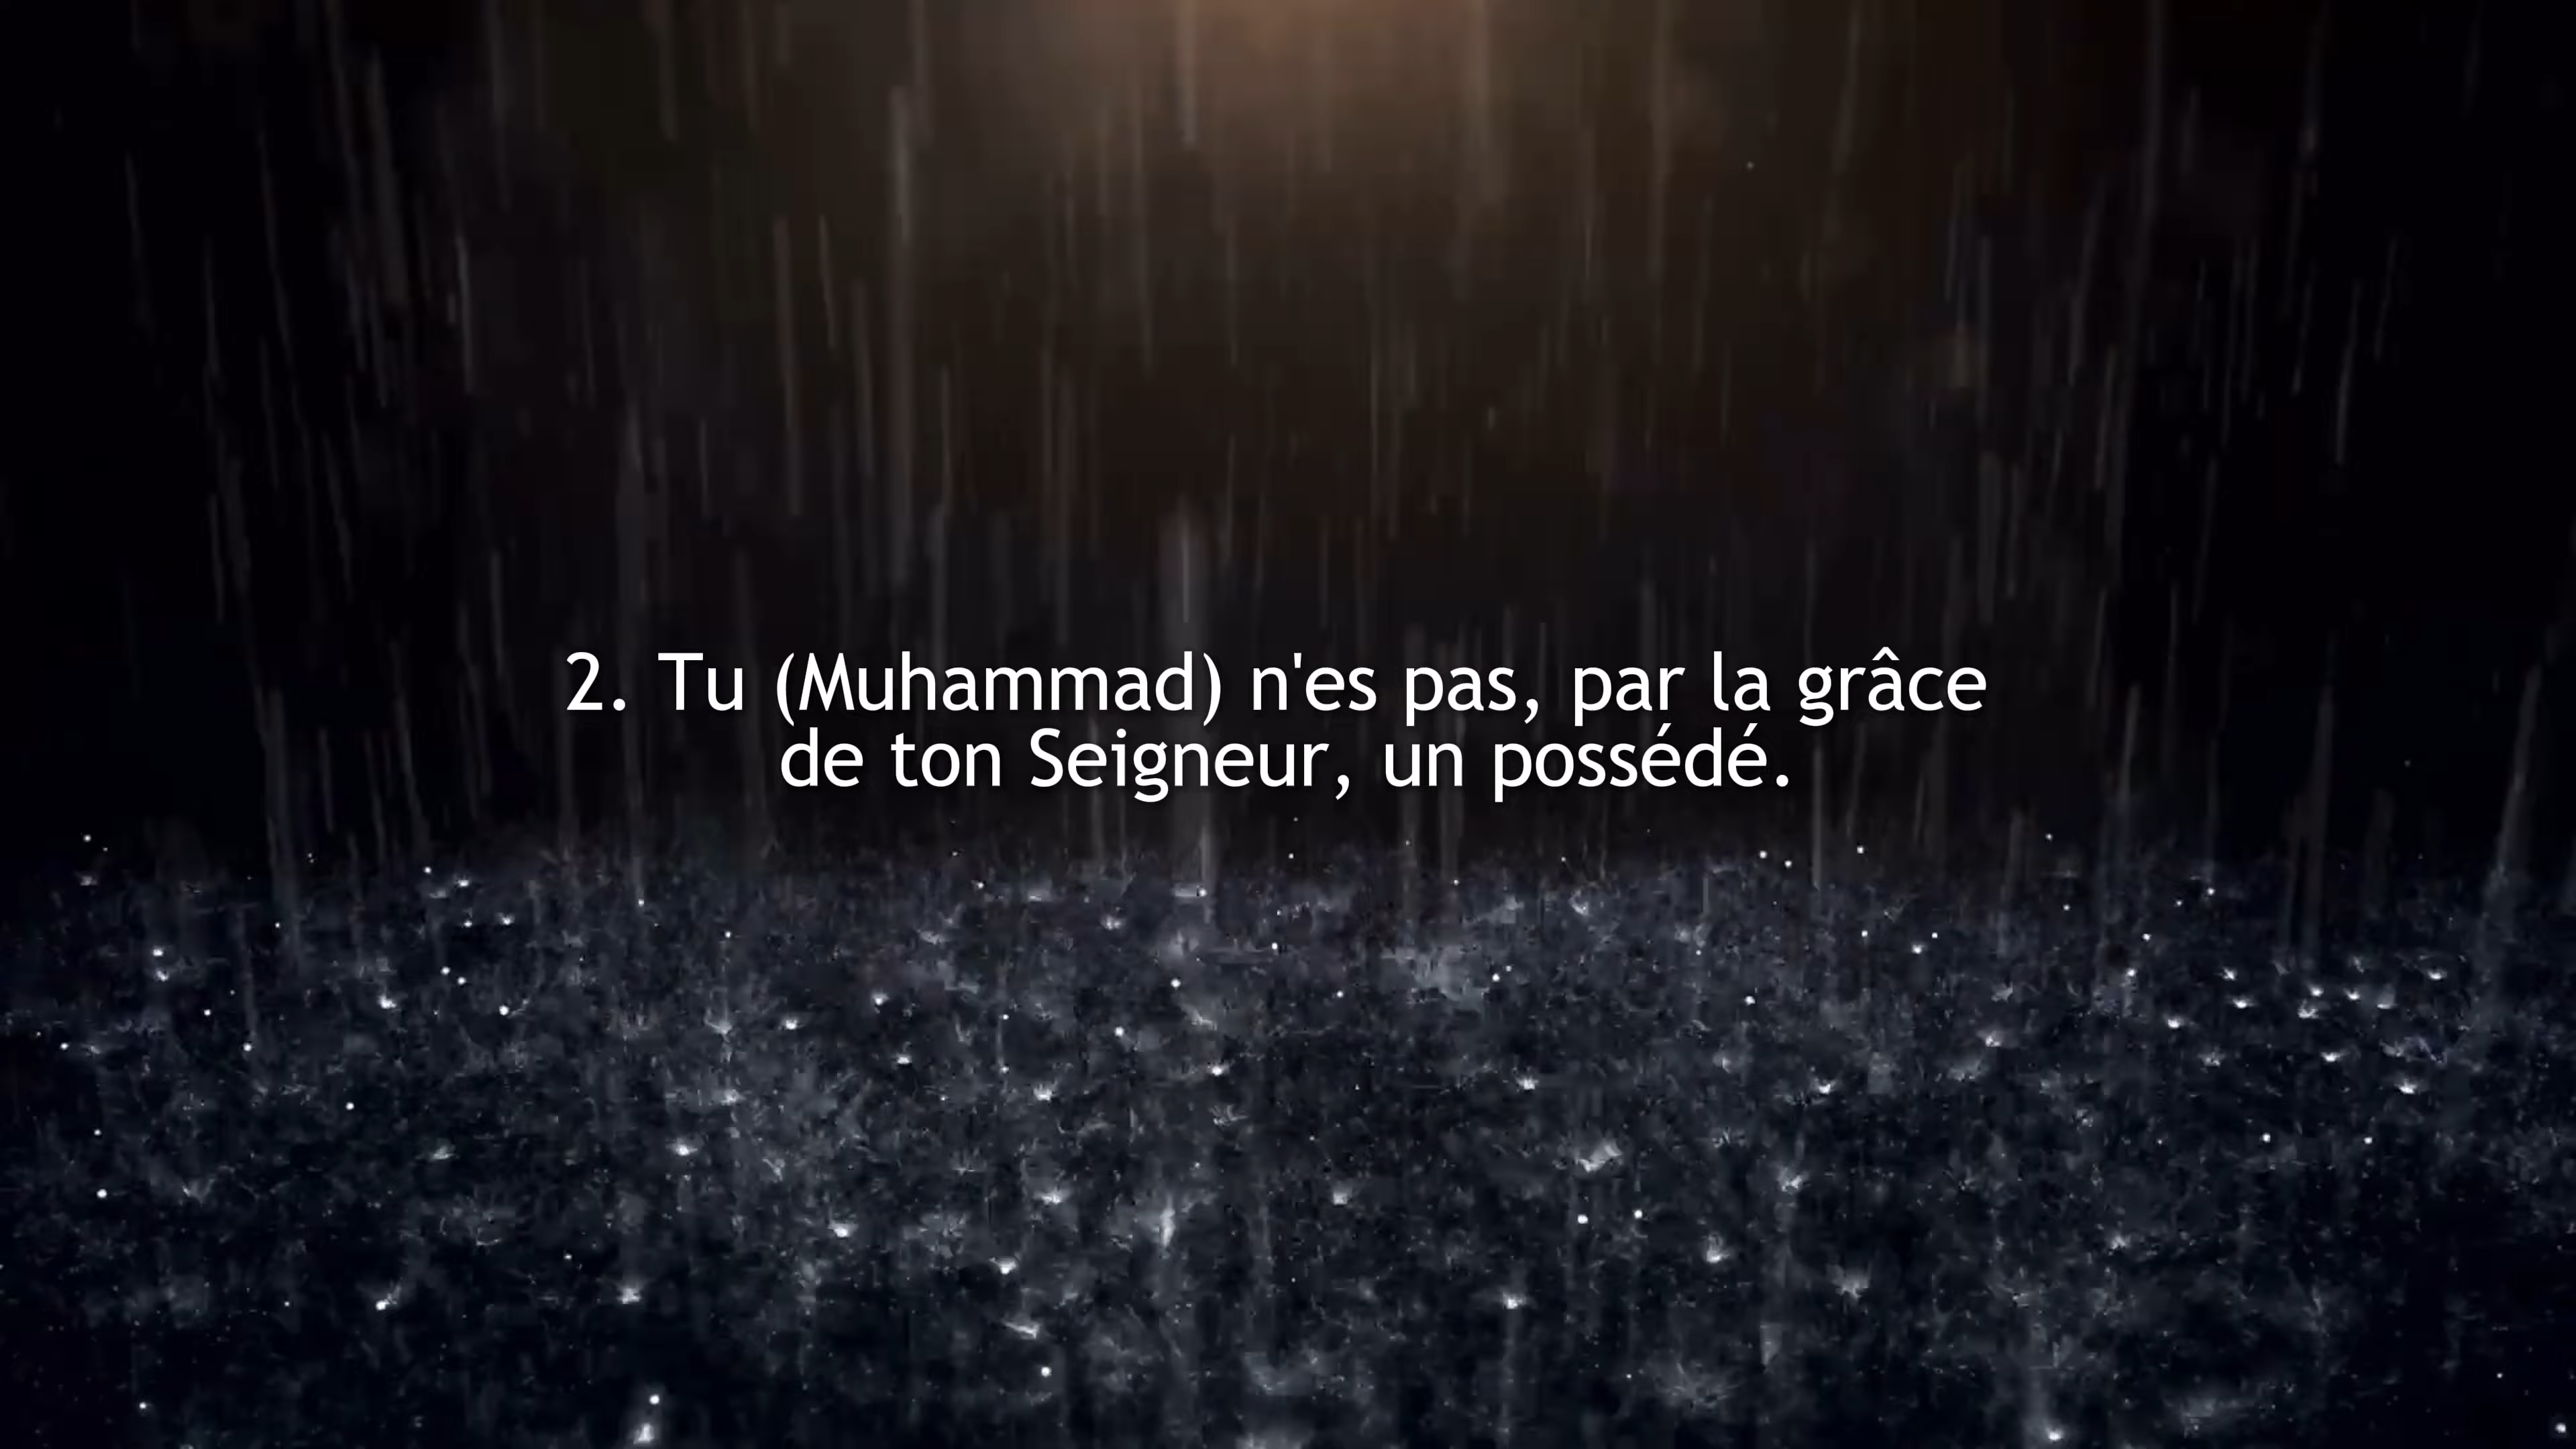 2. Tu (Muhammad) n'es pas, par la grâce
de ton Seigneur, un possédé.